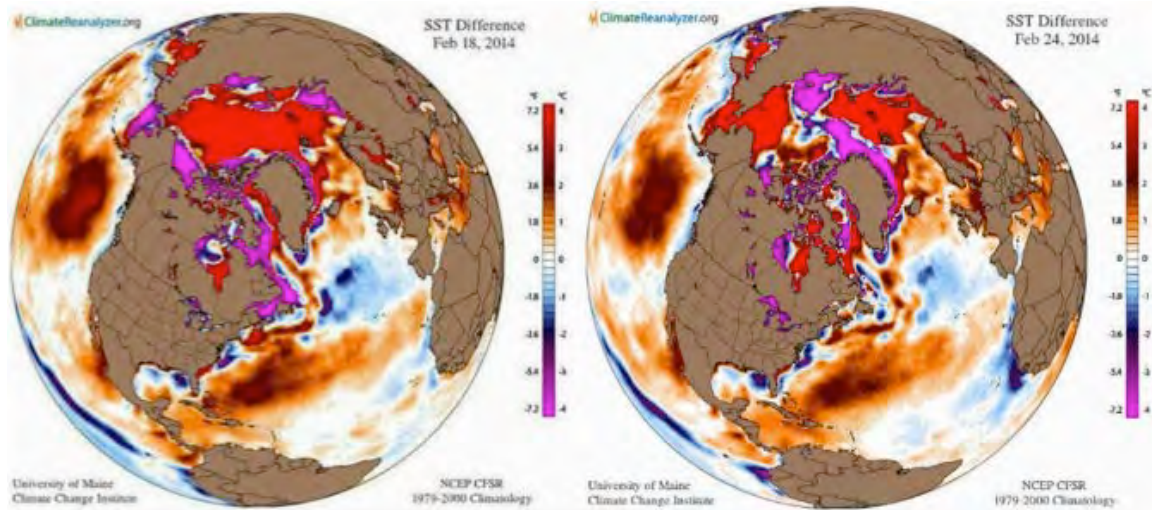 ClimateReanalyzer.org
SST Difference
Feb 18, 2014
°F °C
7.2 4
5.4 3
3.6 2
1.8 1
0 0
-1.8 -1
-3.6 -2
-5.4 -3
-7.2 -4
University of Maine
Climate Change Institute
NCEP CFSR
1979-2000 Climatology
ClimateReanalyzer.org
SST Difference
Feb 24, 2014
°F °C
7.2 4
5.4 3
3.6 2
1.8 1
0 0
-1.8 -1
-3.6 -2
-5.4 -3
-7.2 -4
University of Maine
Climate Change Institute
NCEP CFSR
1979-2000 Climatology